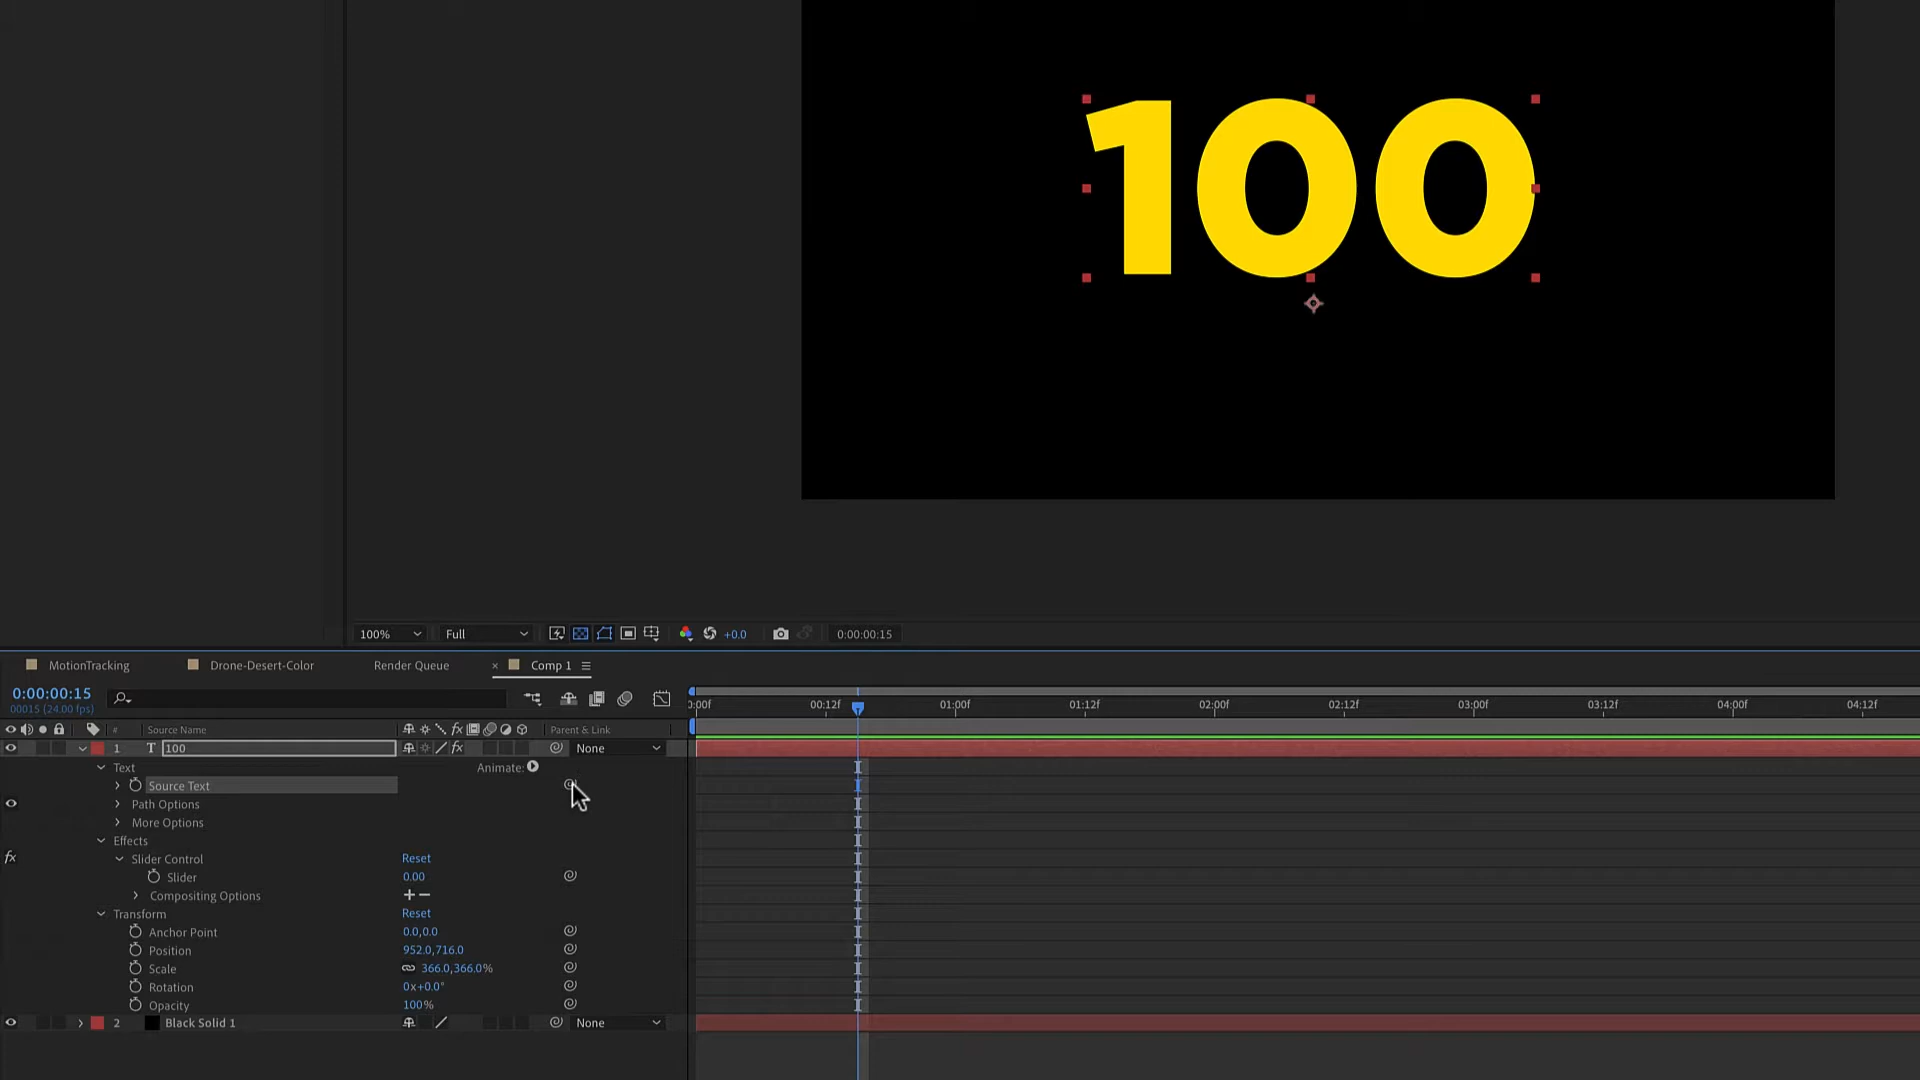 100
100% Full +0.0 0:00:00:15
MotionTracking Drone-Desert-Color Render Queue × Comp 1
0:00:00:15
00015 (24.00 fps)
:00f 00:12f 01:00f 01:12f 02:00f 02:12f 03:00f 03:12f 04:00f 04:12f
# Source Name Parent & Link
1 T 100 fx None
Text Animate:
Source Text
Path Options
More Options
Effects
fx Slider Control Reset
Slider 0.00
Compositing Options + −
Transform Reset
Anchor Point 0.0,0.0
Position 952.0,716.0
Scale 366.0,366.0%
Rotation 0x+0.0°
Opacity 100%
2 Black Solid 1 None